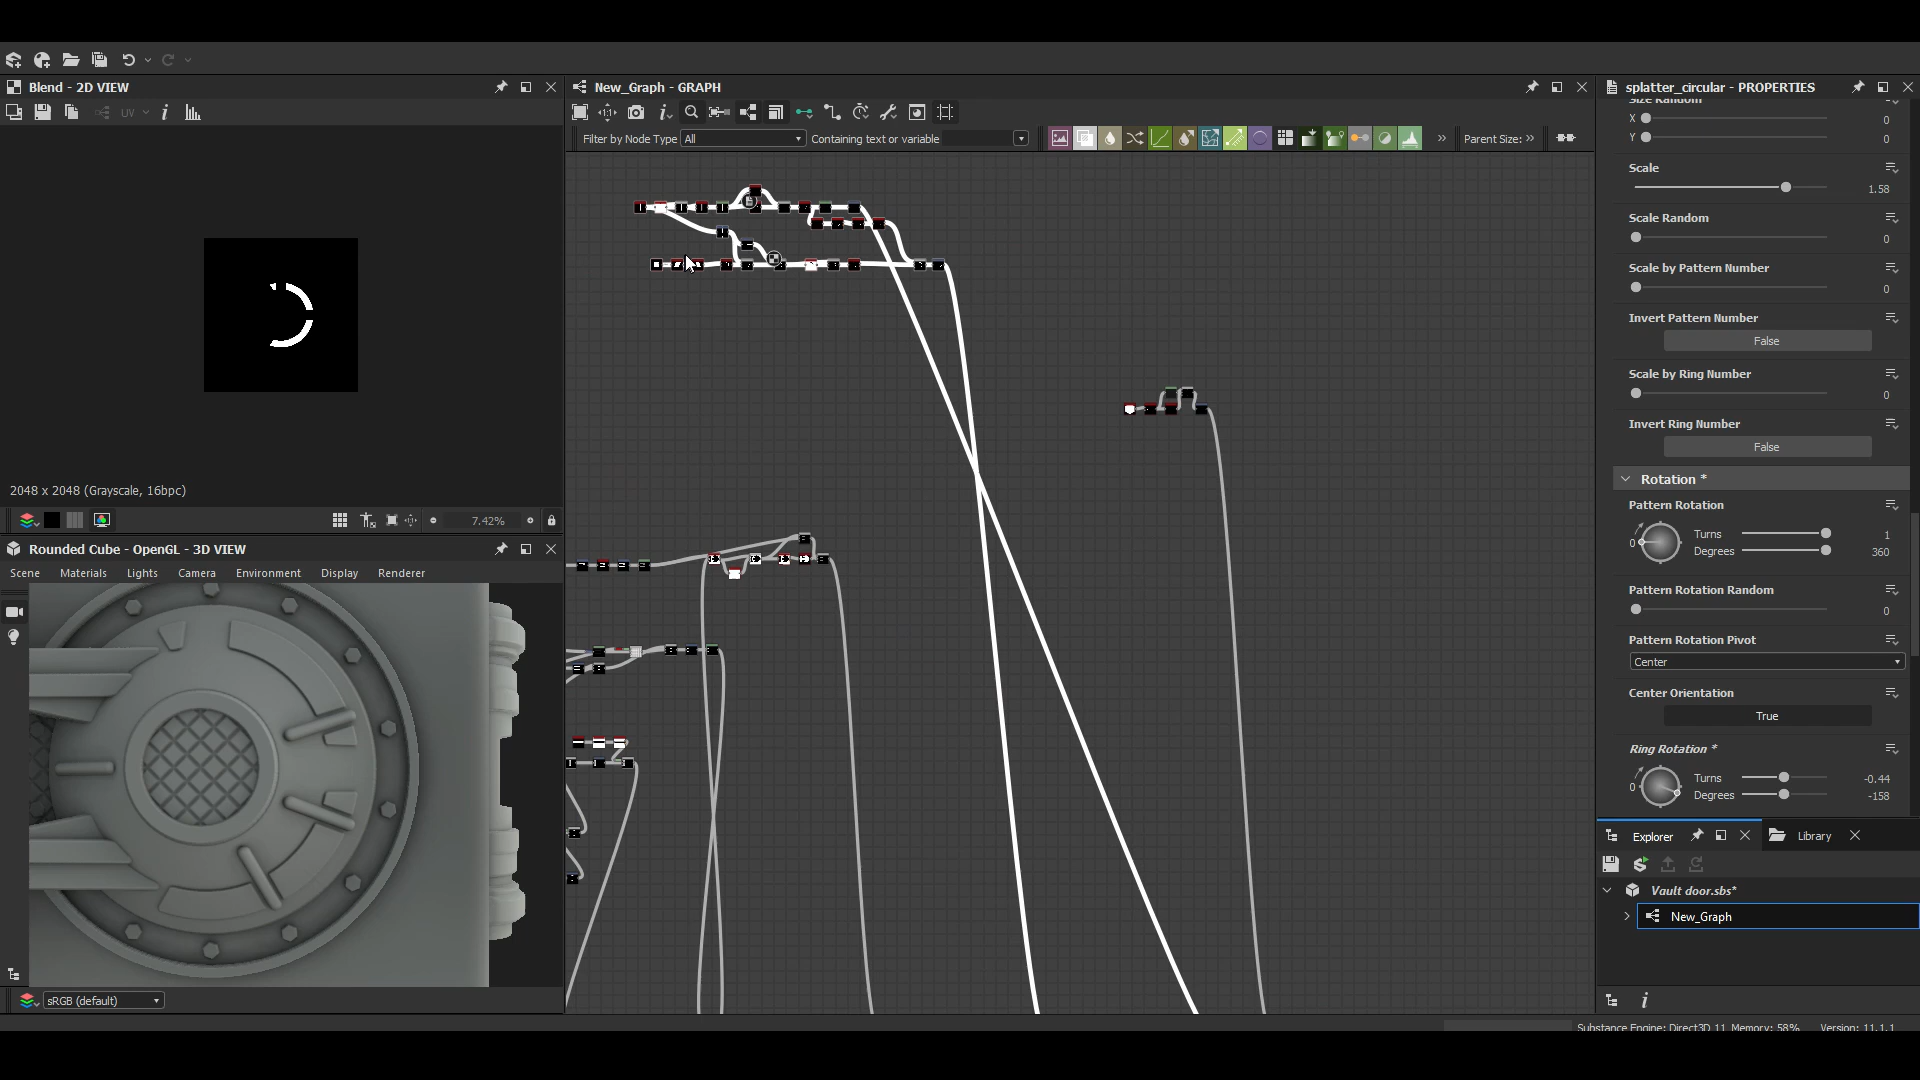 Blend - 2D VIEW
UV
2048 x 2048 (Grayscale, 16bpc)
7.42%
Rounded Cube - OpenGL - 3D VIEW
Scene Materials Lights Camera Environment Display Renderer
sRGB (default)
New_Graph - GRAPH
Filter by Node Type All Containing text or variable Parent Size:
splatter_circular - PROPERTIES
Size Random
X 0
Y 0
Scale
1.58
Scale Random
0
Scale by Pattern Number
0
Invert Pattern Number
False
Scale by Ring Number
0
Invert Ring Number
False
Rotation *
Pattern Rotation
0 Turns 1
Degrees 360
Pattern Rotation Random
0
Pattern Rotation Pivot
Center
Center Orientation
True
Ring Rotation *
0 Turns -0.44
Degrees -158
Explorer Library
Vault door.sbs*
New_Graph
Substance Engine: Direct3D 11 Memory: 58% Version: 11.1.1